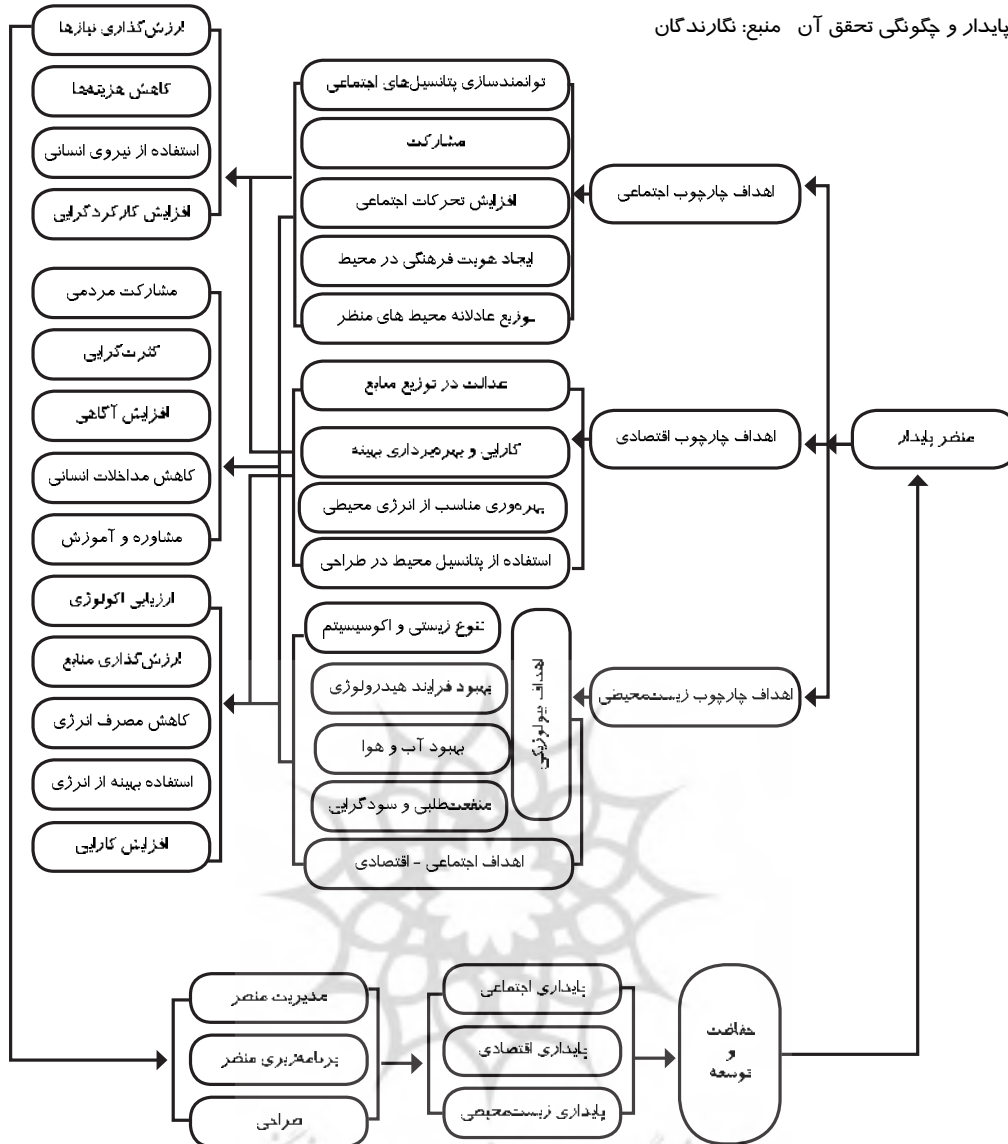 پایدار و چگونگی تحقق آن منبع: نگارندگان
منظر پایدار
اهداف چارچوب اجتماعی
اهداف چارچوب اقتصادی
اهداف چارچوب زیست‌محیطی
توانمندسازی پتانسیل‌های اجتماعی
مشارکت
افزایش تحرکات اجتماعی
ایجاد هویت فرهنگی در محیط
توزیع عادلانه محیط های منظر
عدالت در توزیع منابع
کارایی و بهره‌برداری بهینه
بهره‌وری مناسب از انرژی محیطی
استفاده از پتانسیل محیط در طراحی
اهداف بیولوژیکی
تنوع زیستی و اکوسیستم
بهبود فرایند هیدرولوژی
بهبود آب و هوا
منفعت‌طلبی و سودگرایی
اهداف اجتماعی - اقتصادی
ارزش‌گذاری نیازها
کاهش هزینه‌ها
استفاده از نیروی انسانی
افزایش کارکردگرایی
مشارکت مردمی
کثرت‌گرایی
افزایش آگاهی
کاهش مداخلات انسانی
مشاوره و آموزش
ارزیابی اکولوژی
ارزش‌گذاری منابع
کاهش مصرف انرژی
استفاده بهینه از انرژی
افزایش کارایی
مدیریت منظر
برنامه‌ریزی منظر
طراحی
پایداری اجتماعی
پایداری اقتصادی
پایداری زیست‌محیطی
حفاظت
و
توسعه